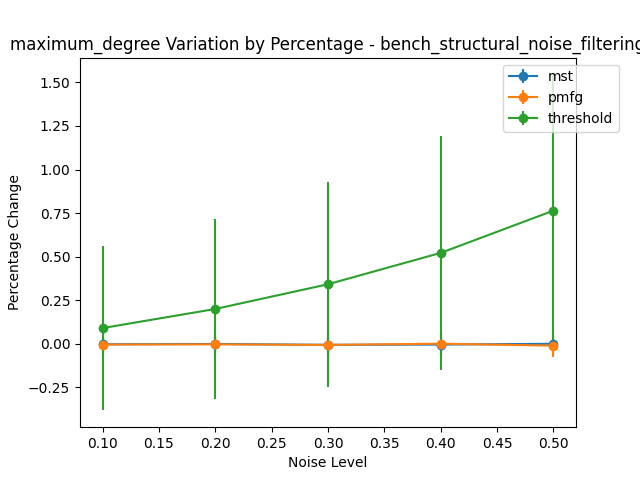 maximum_degree Variation by Percentage - bench_structural_noise_filtering
mst
pmfg
threshold
Percentage Change
1.50
1.25
1.00
0.75
0.50
0.25
0.00
−0.25
0.10 0.15 0.20 0.25 0.30 0.35 0.40 0.45 0.50
Noise Level